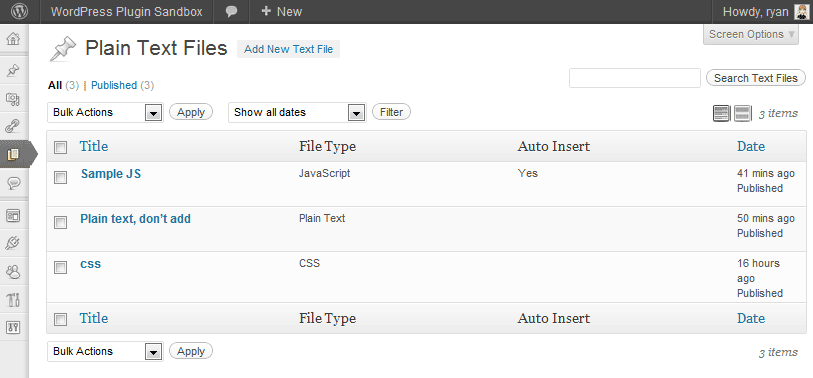 WordPress Plugin Sandbox + New Howdy, ryan
Screen Options
Plain Text Files Add New Text File
All (3) | Published (3)
Search Text Files
Bulk Actions Apply Show all dates Filter 3 items
Title File Type Auto Insert Date
Sample JS JavaScript Yes 41 mins ago
Published
Plain text, don't add Plain Text 50 mins ago
Published
css CSS 16 hours
ago
Published
Title File Type Auto Insert Date
Bulk Actions Apply 3 items